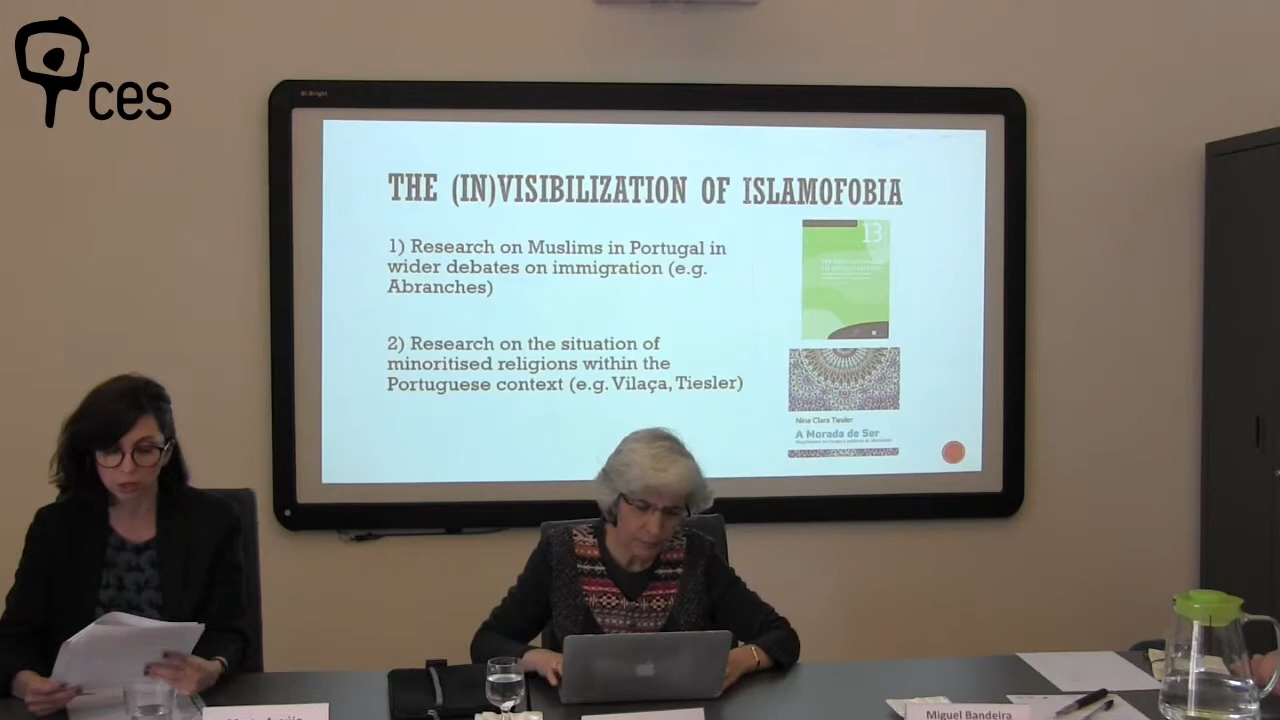 ces
THE (IN)VISIBILIZATION OF ISLAMOFOBIA
1) Research on Muslims in Portugal in
wider debates on immigration (e.g.
Abranches)
2) Research on the situation of
minoritised religions within the
Portuguese context (e.g. Vilaça, Tiesler)
13
Nina Clara Tiesler
A Morada de Ser
Miguel Bandeira